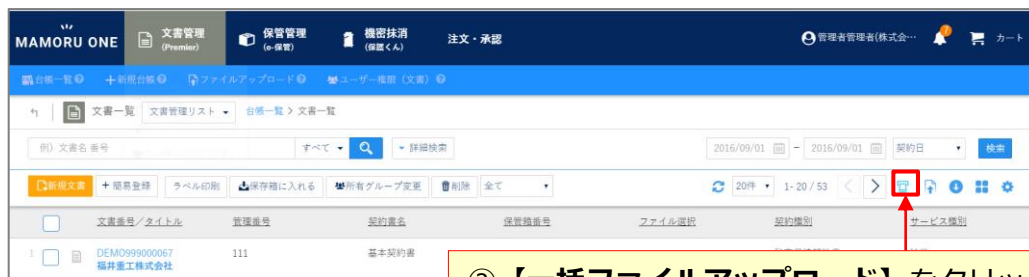 MAMORU ONE 文書管理 (Premier) 保管管理 (e-保管) 機密抹消 (保護くん) 注文・承認 管理者管理者(株式会… カート
台帳一覧 ＋新規台帳 ファイルアップロード ユーザー権限（文書）
文書一覧 文書管理リスト 台帳一覧 > 文書一覧
例）文書名 番号 すべて 詳細検索 2016/09/01 - 2016/09/01 契約日 検索
新規文書 + 簡易登録 ラベル印刷 保存箱に入れる 所有グループ変更 削除 全て 20件 1- 20 / 53
文書番号／タイトル 管理番号 契約書名 保管箱番号 ファイル選択 契約種別 サービス種別
1 DEMO999000067 111 基本契約書
福井重工株式会社
②【一括ファイルアップロード】をクリッ